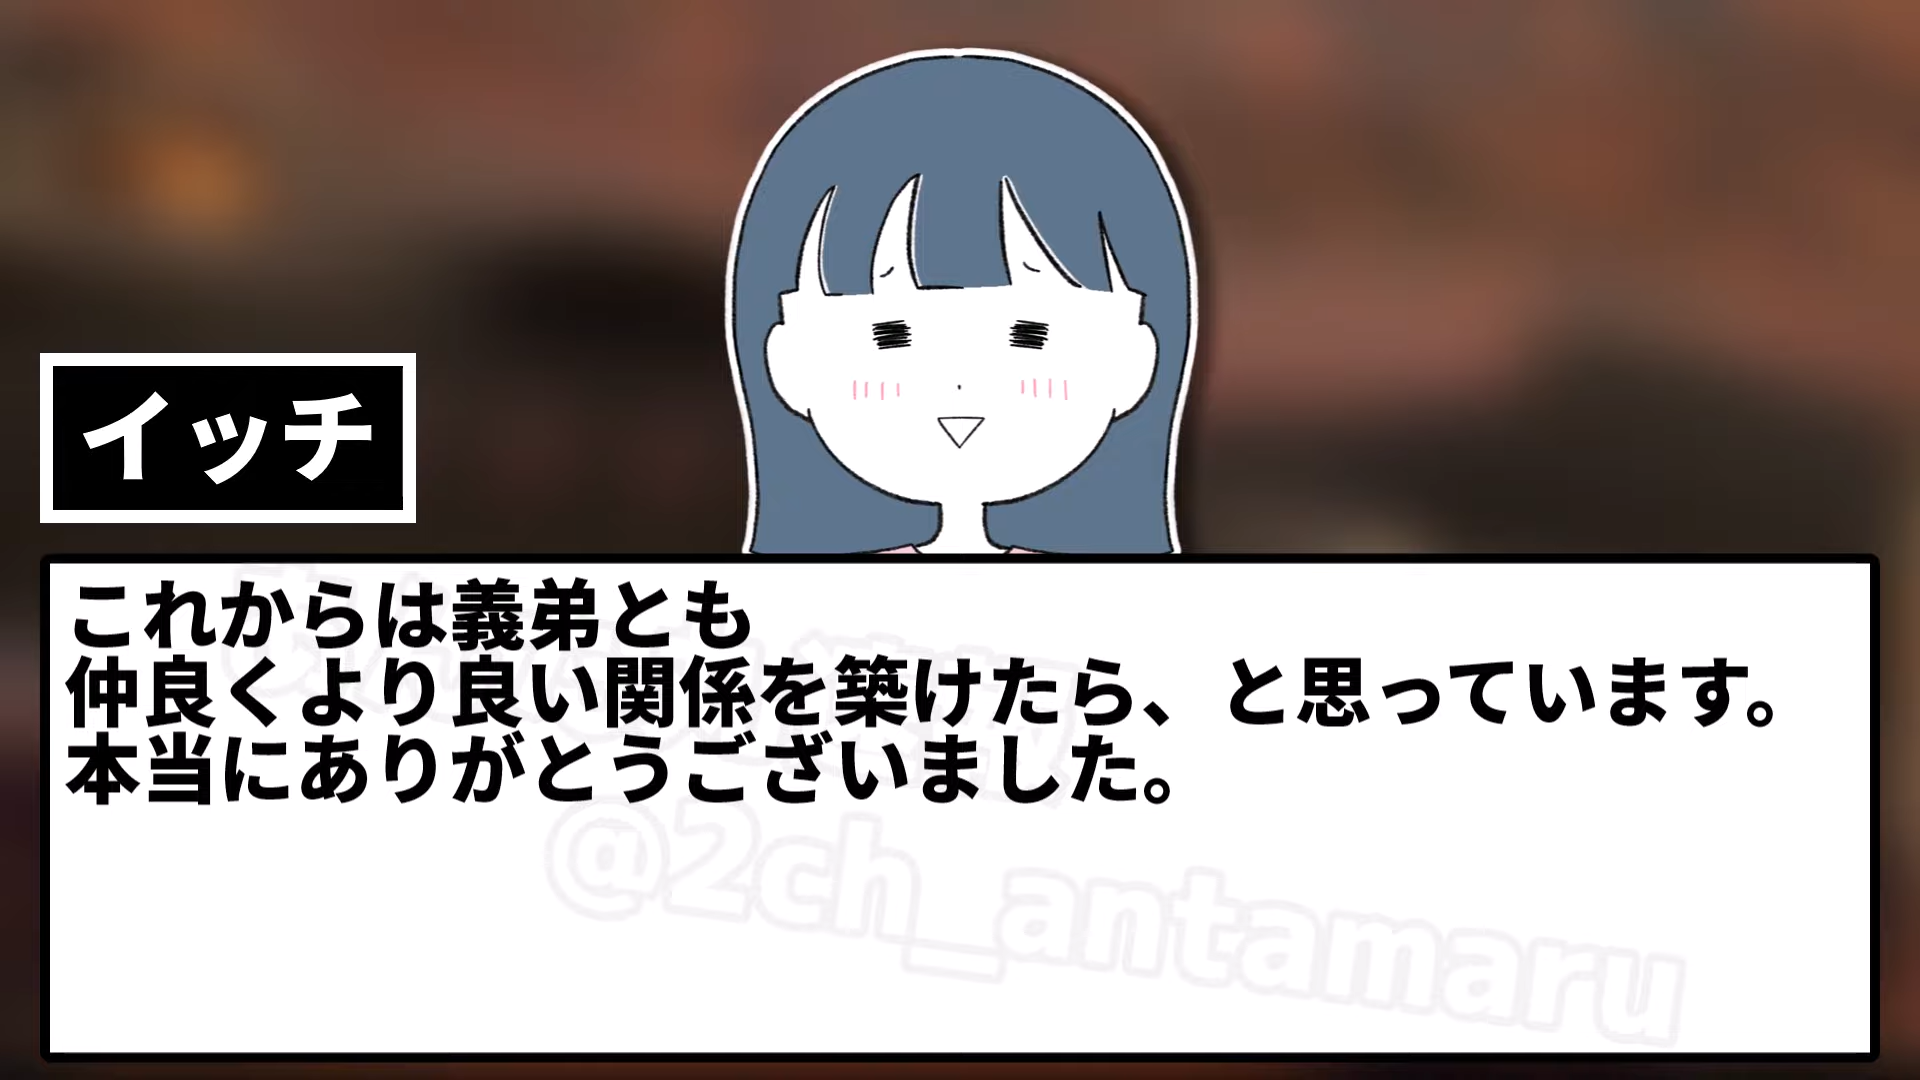 イッチ
これからは義弟とも
仲良くより良い関係を築けたら、と思っています。
本当にありがとうございました。
@2ch_antamaru